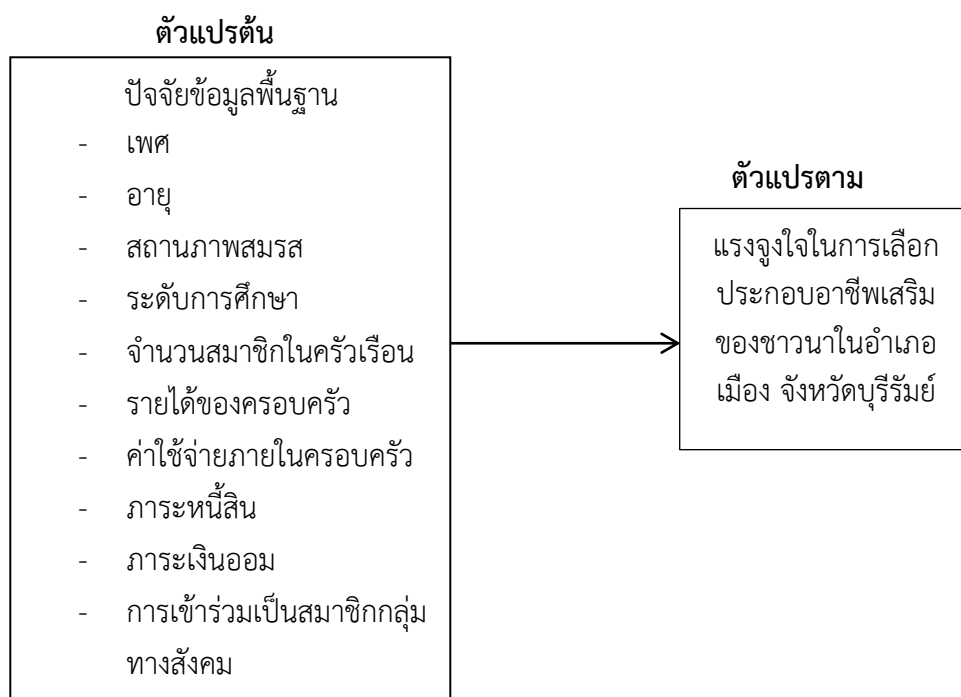 ตัวแปรต้น
ปัจจัยข้อมูลพื้นฐาน
- เพศ
- อายุ
- สถานภาพสมรส
- ระดับการศึกษา
- จำนวนสมาชิกในครัวเรือน
- รายได้ของครอบครัว
- ค่าใช้จ่ายภายในครอบครัว
- ภาระหนี้สิน
- ภาระเงินออม
- การเข้าร่วมเป็นสมาชิกกลุ่ม
ทางสังคม
ตัวแปรตาม
แรงจูงใจในการเลือก
ประกอบอาชีพเสริม
ของชาวนาในอำเภอ
เมือง จังหวัดบุรีรัมย์